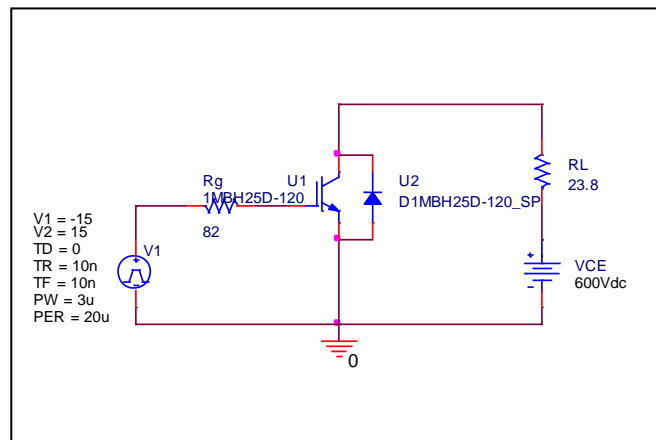 Rg
U1
1MBH25D-120
82
U2
D1MBH25D-120_SP
RL
23.8
V1 = -15
V2 = 15
TD = 0
TR = 10n
TF = 10n
PW = 3u
PER = 20u
V1
+
-
+
-
VCE
600Vdc
0